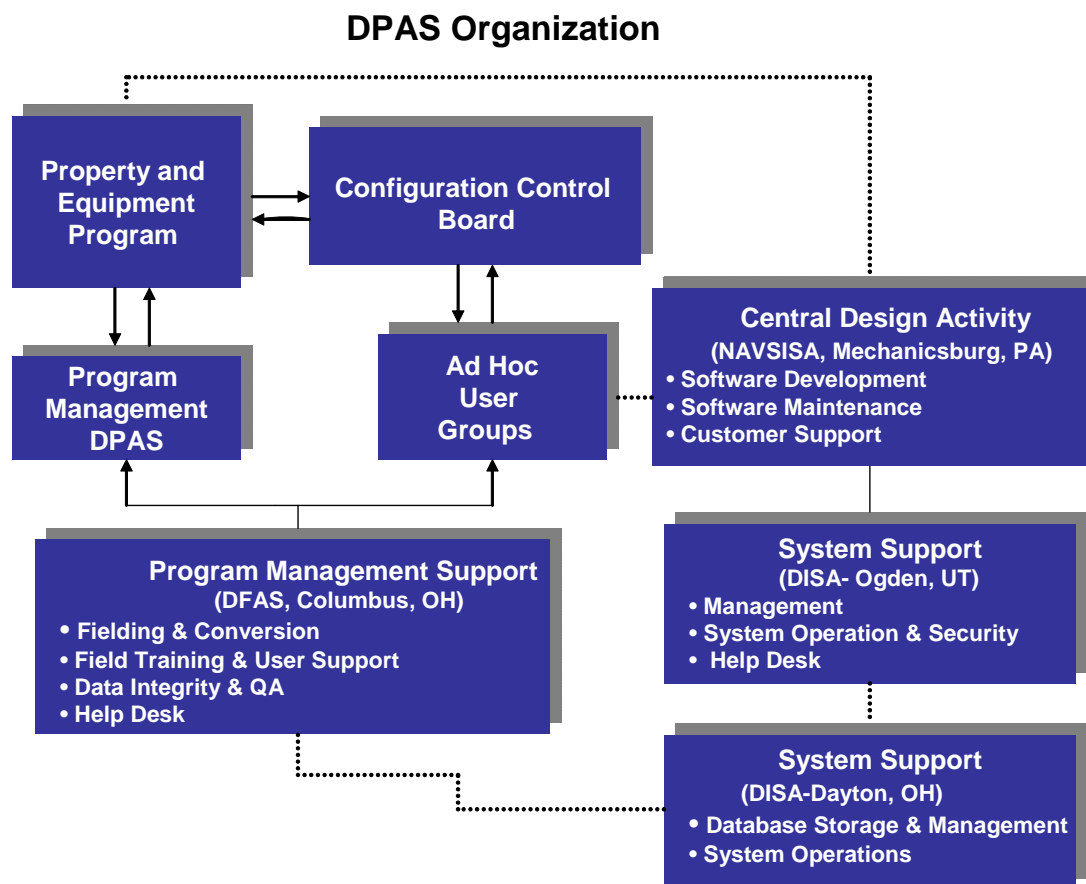 DPAS Organization
Property and
Equipment
Program
Configuration Control
Board
Program
Management
DPAS
Ad Hoc
User
Groups
Central Design Activity
(NAVSISA, Mechanicsburg, PA)
• Software Development
• Software Maintenance
• Customer Support
Program Management Support
(DFAS, Columbus, OH)
• Fielding & Conversion
• Field Training & User Support
• Data Integrity & QA
• Help Desk
System Support
(DISA- Ogden, UT)
• Management
• System Operation & Security
• Help Desk
System Support
(DISA-Dayton, OH)
• Database Storage & Management
• System Operations